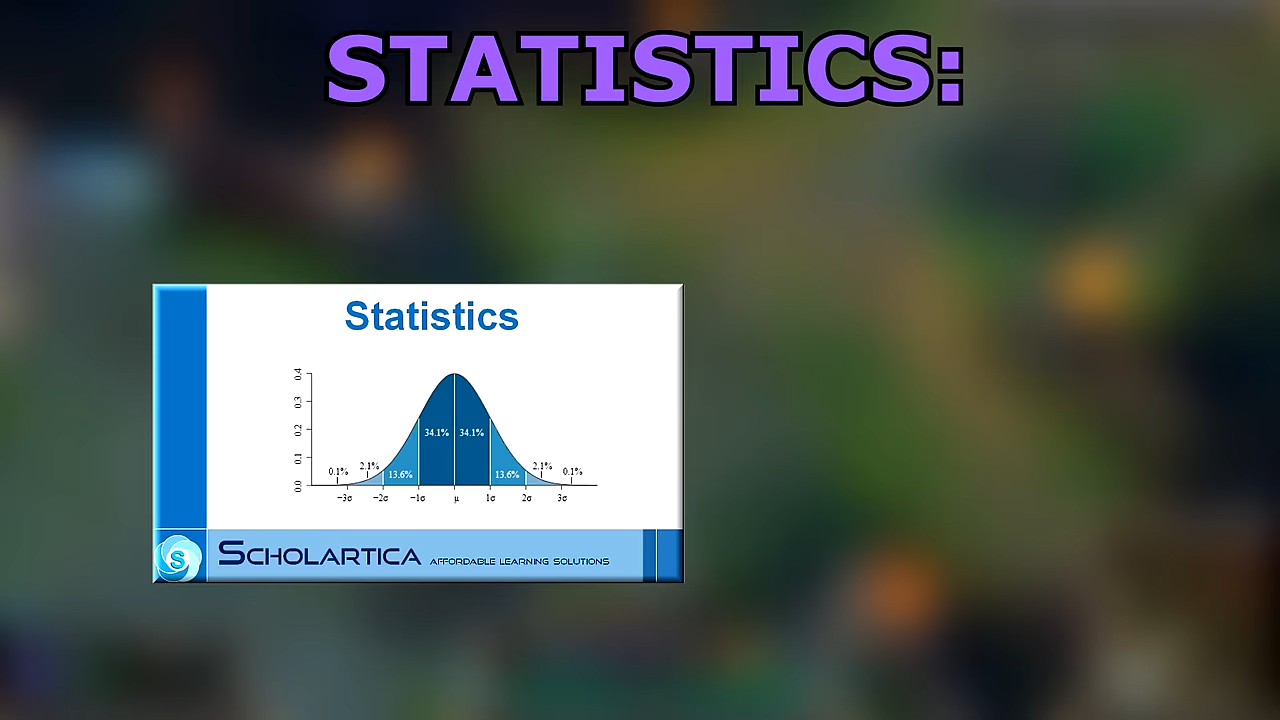 STATISTICS:
Statistics
0.4
0.3
0.2
0.1
0.0
34.1% 34.1%
0.1% 2.1% 13.6% 13.6% 2.1% 0.1%
−3σ −2σ −1σ μ 1σ 2σ 3σ
S SCHOLARTICA AFFORDABLE LEARNING SOLUTIONS